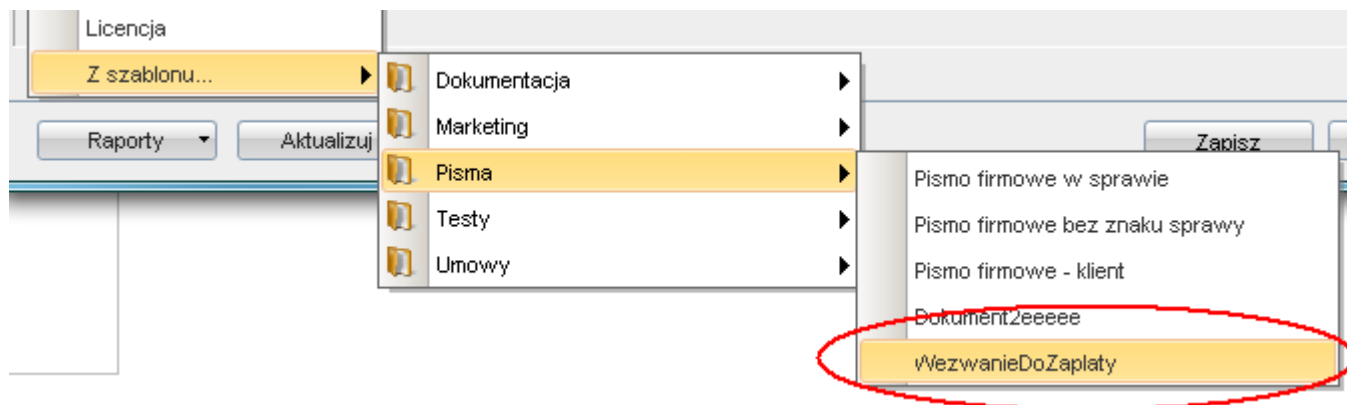 Licencja
Z szablonu...
Dokumentacja
Marketing
Raporty
Aktualizuj
Zapisz
Pisma
Pismo firmowe w sprawie
Testy
Pismo firmowe bez znaku sprawy
Umowy
Pismo firmowe - klient
Dokument2eeeee
WezwanieDoZaplaty